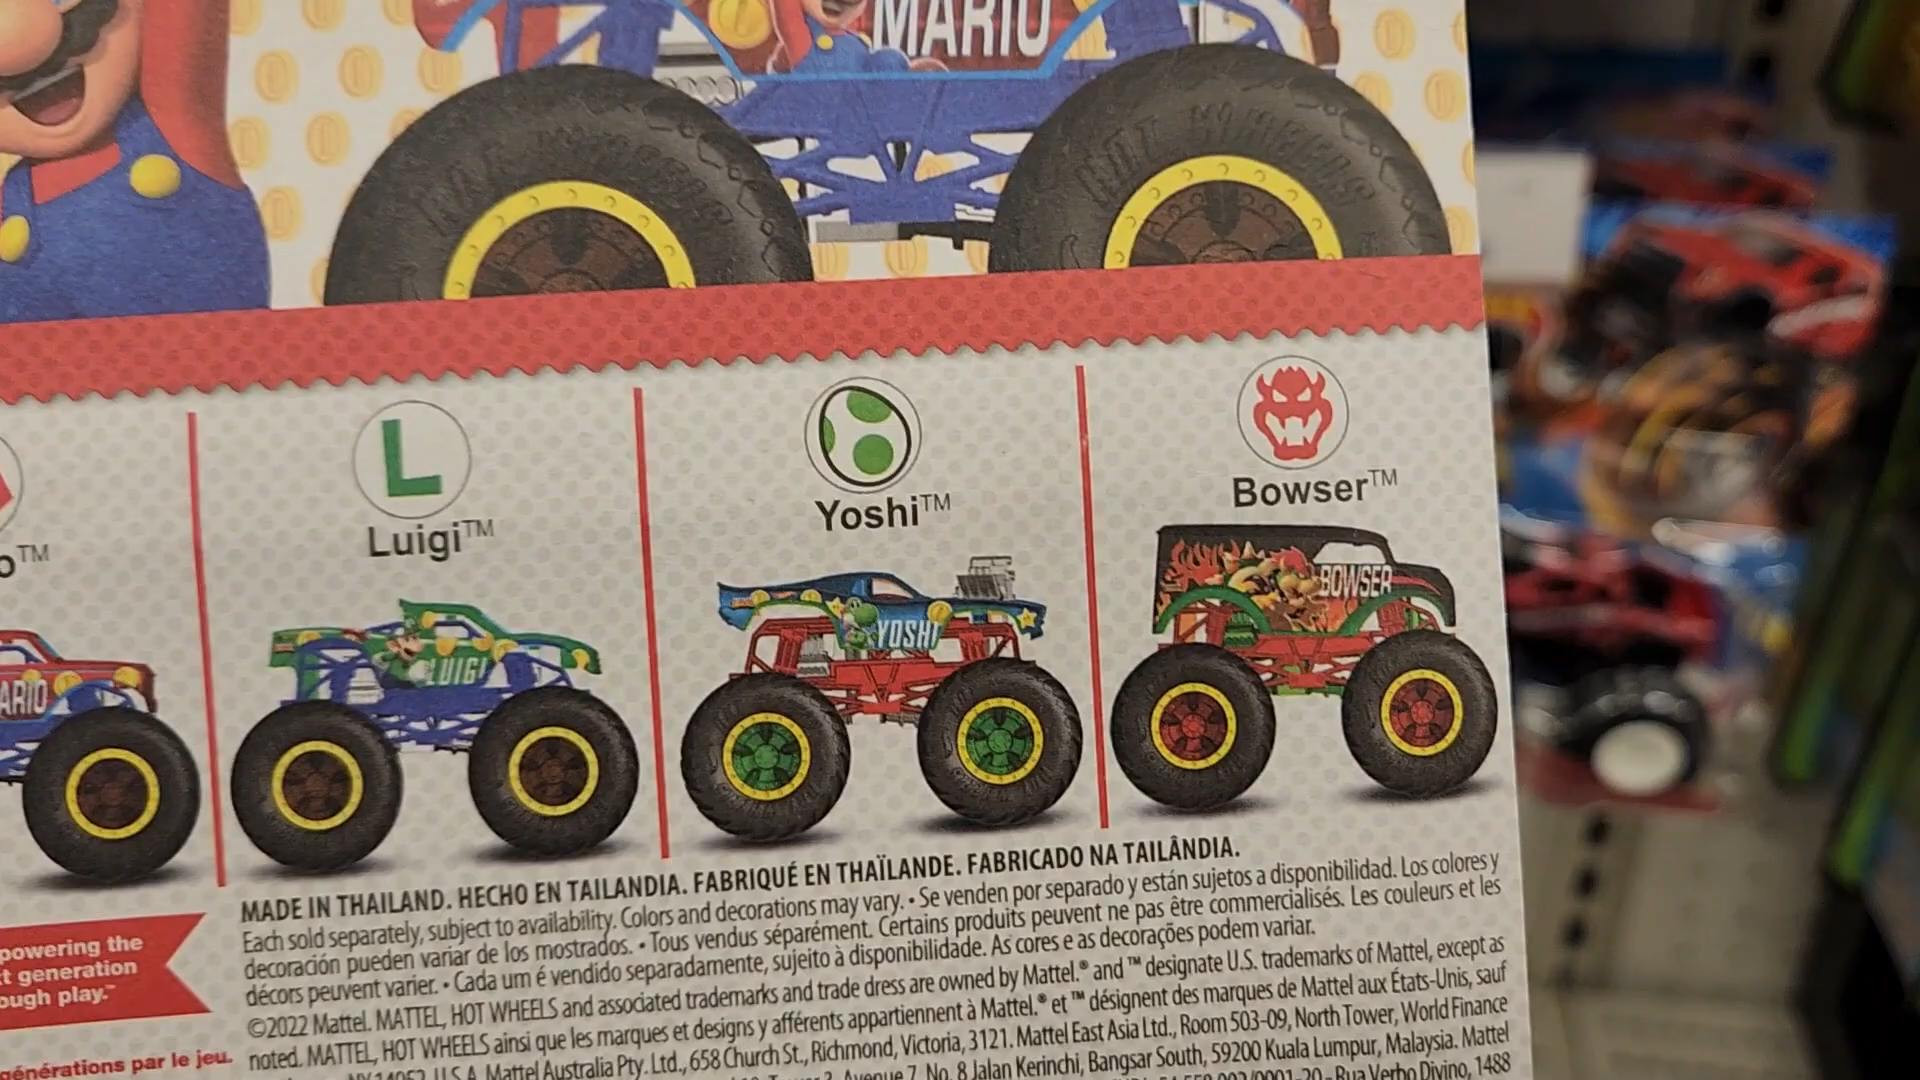 MARIO
HOT WHEELS
L
Luigi™
Yoshi™
Bowser™
ARIO
LUIGI
YOSHI
BOWSER
MADE IN THAILAND. HECHO EN TAILANDIA. FABRIQUÉ EN THAÏLANDE. FABRICADO NA TAILÂNDIA.
Each sold separately, subject to availability. Colors and decorations may vary. • Se venden por separado y están sujetos a disponibilidad. Los colores y
decoración pueden variar de los mostrados. • Tous vendus séparément. Certains produits peuvent ne pas être commercialisés. Les couleurs et les
décors peuvent varier. • Cada um é vendido separadamente, sujeito à disponibilidade. As cores e as decorações podem variar.
©2022 Mattel. MATTEL, HOT WHEELS and associated trademarks and trade dress are owned by Mattel. ® and ™ designate U.S. trademarks of Mattel, except as
noted. MATTEL, HOT WHEELS ainsi que les marques et designs y afférents appartiennent à Mattel. ® et ™ désignent des marques de Mattel aux États-Unis, sauf
U.S.A. Mattel Australia Pty. Ltd., 658 Church St., Richmond, Victoria, 3121. Mattel East Asia Ltd., Room 503-09, North Tower, World Finance
Avenue 7, No. 8 Jalan Kerinchi, Bangsar South, 59200 Kuala Lumpur, Malaysia. Mattel
Rua Verbo Divino, 1488
powering the
t generation
ough play.™
générations par le jeu.